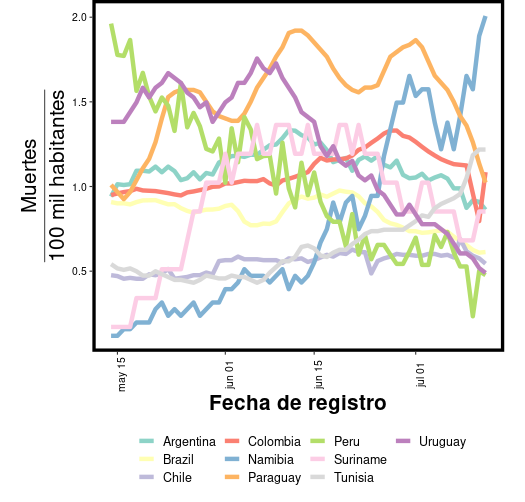 2.0
1.5
1.0
0.5
Muertes
100 mil habitantes
may 15
jun 01
jun 15
jul 01
Fecha de registro
Argentina Colombia Peru Uruguay
Brazil Namibia Suriname
Chile Paraguay Tunisia